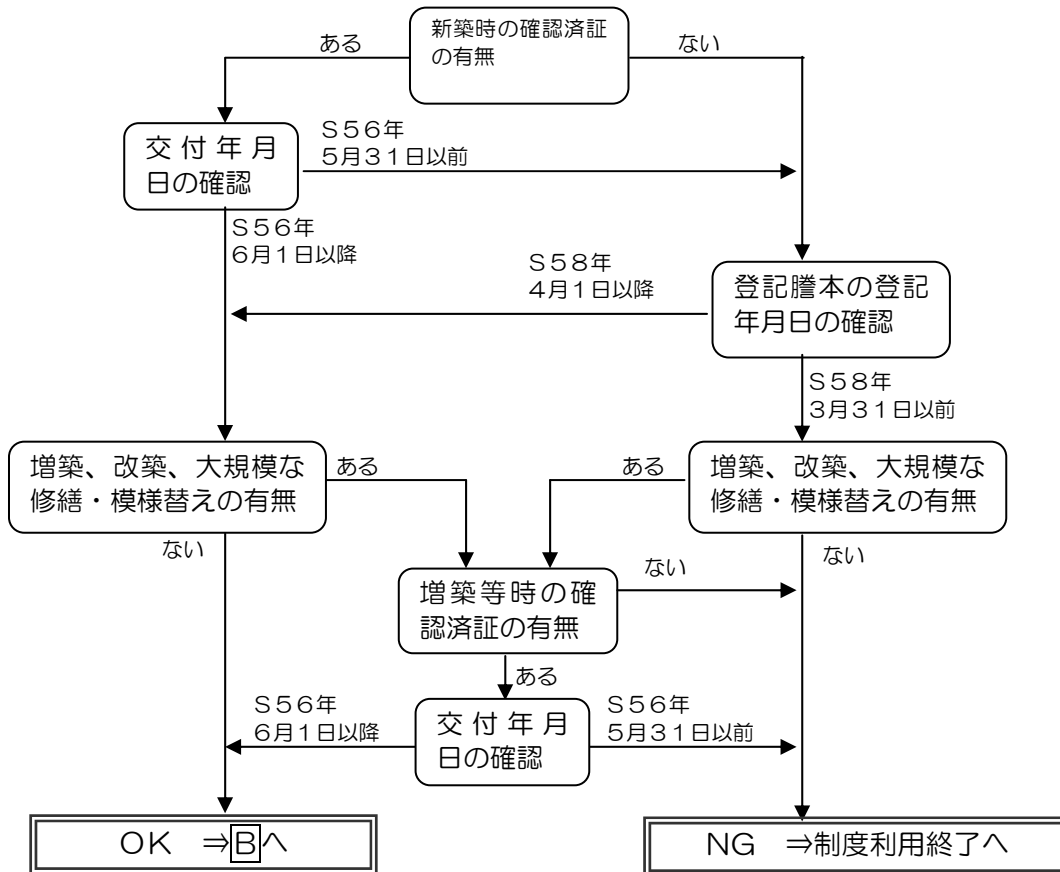 新築時の確認済証
の有無
ある
ない
交付年月
日の確認
S56年
5月31日以前
S56年
6月1日以降
S58年
4月1日以降
登記謄本の登記
年月日の確認
S58年
3月31日以前
増築、改築、大規模な
修繕・模様替えの有無
ある
ある
増築、改築、大規模な
修繕・模様替えの有無
ない
ない
増築等時の確
認済証の有無
ない
ある
S56年
6月1日以降
交付年月
日の確認
S56年
5月31日以前
OK ⇒Bへ
NG ⇒制度利用終了へ